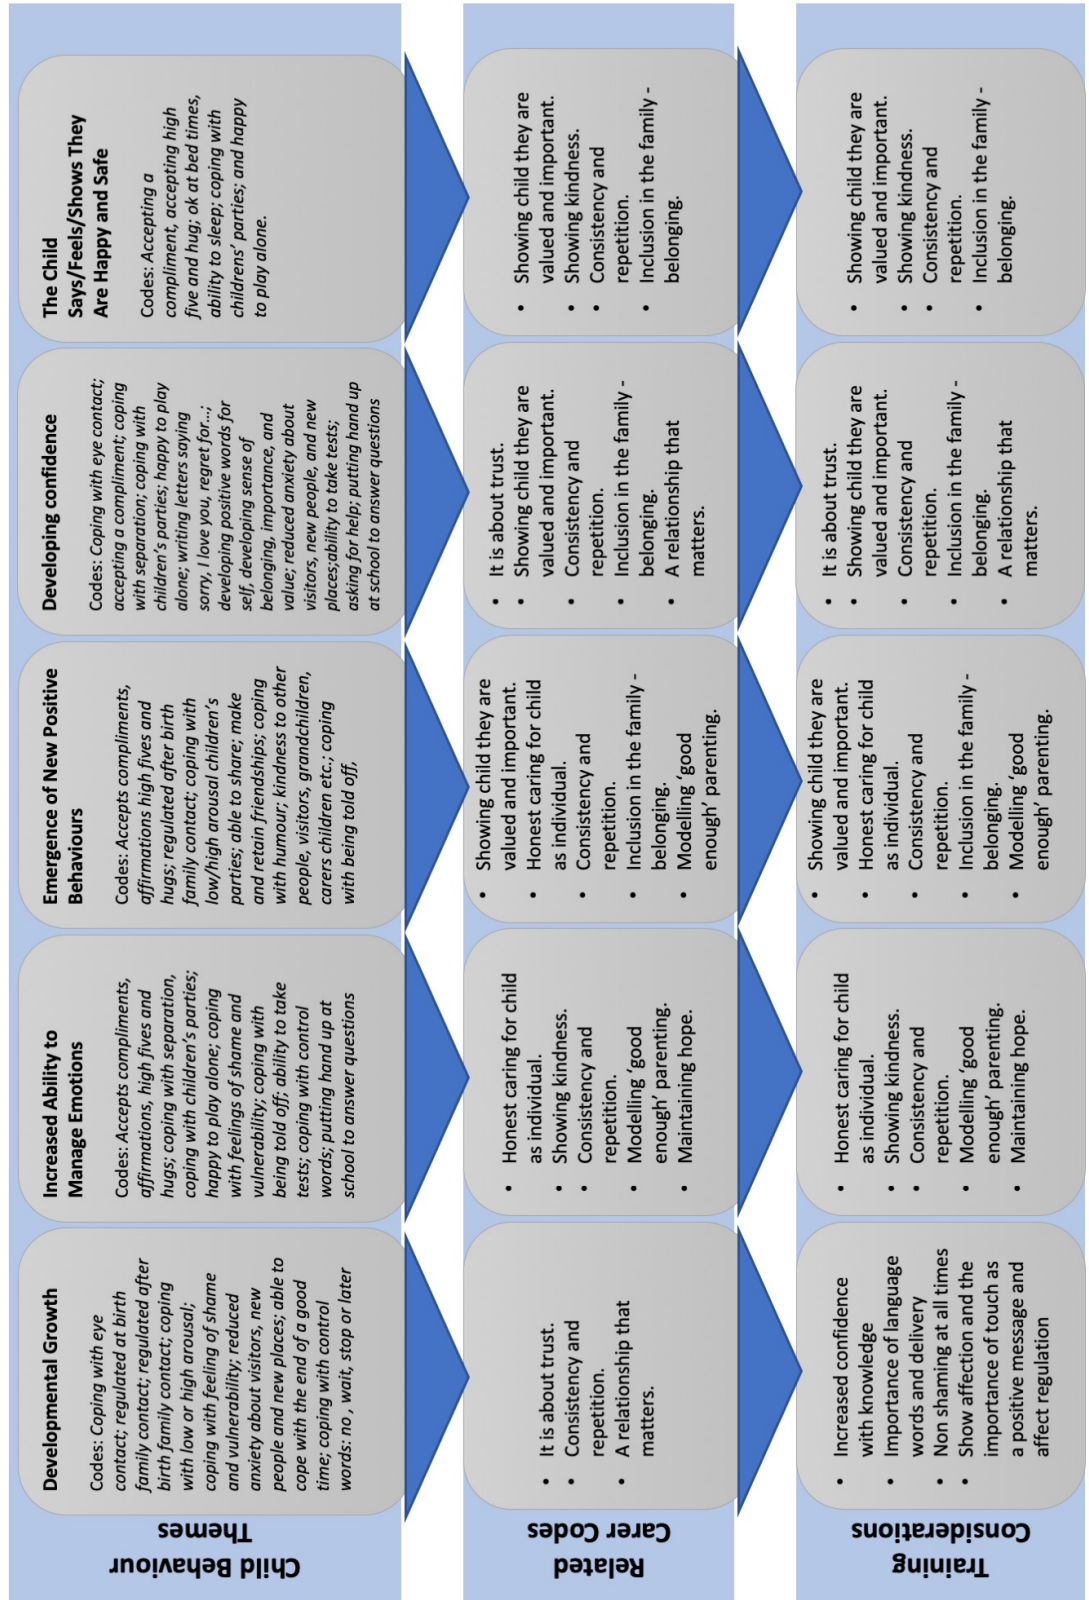 Child Behaviour
Themes
Developmental Growth
Codes: Coping with eye
contact; regulated at birth
family contact; regulated after
birth family contact; coping
with low or high arousal;
coping with feeling of shame
and vulnerability; reduced
anxiety about visitors, new
people and new places; able to
cope with the end of a good
time; coping with control
words: no , wait, stop or later
Increased Ability to
Manage Emotions
Codes: Accepts compliments,
affirmations, high fives and
hugs; coping with separation,
coping with children's parties;
happy to play alone; coping
with feelings of shame and
vulnerability; coping with
being told off; ability to take
tests; coping with control
words; putting hand up at
school to answer questions
Emergence of New Positive
Behaviours
Codes: Accepts compliments,
affirmations high fives and
hugs; regulated after birth
family contact; coping with
low/high arousal children's
parties; able to share; make
and retain friendships; coping
with humour; kindness to other
people, visitors, grandchildren,
carers children etc.; coping
with being told off,
Developing confidence
Codes: Coping with eye contact;
accepting a compliment; coping
with separation; coping with
children's parties; happy to play
alone; writing letters saying
sorry, I love you, regret for...;
developing positive words for
self, developing sense of
belonging, importance, and
value; reduced anxiety about
visitors, new people, and new
places;ability to take tests;
asking for help; putting hand up
at school to answer questions
The Child
Says/Feels/Shows They
Are Happy and Safe
Codes: Accepting a
compliment, accepting high
five and hug; ok at bed times,
ability to sleep; coping with
childrens' parties; and happy
to play alone.
Related
Carer Codes
• It is about trust.
• Consistency and
repetition.
• A relationship that
matters.
• Honest caring for child
as individual.
• Showing kindness.
• Consistency and
repetition.
• Modelling 'good
enough' parenting.
• Maintaining hope.
• Showing child they are
valued and important.
• Honest caring for child
as individual.
• Consistency and
repetition.
• Inclusion in the family -
belonging.
• Modelling 'good
enough' parenting.
• It is about trust.
• Showing child they are
valued and important.
• Consistency and
repetition.
• Inclusion in the family -
belonging.
• A relationship that
matters.
• Showing child they are
valued and important.
• Showing kindness.
• Consistency and
repetition.
• Inclusion in the family -
belonging.
Training
Considerations
• Increased confidence
with knowledge
• Importance of language
words and delivery
• Non shaming at all times
• Show affection and the
importance of touch as
a positive message and
affect regulation
• Honest caring for child
as individual.
• Showing kindness.
• Consistency and
repetition.
• Modelling 'good
enough' parenting.
• Maintaining hope.
• Showing child they are
valued and important.
• Honest caring for child
as individual.
• Consistency and
repetition.
• Inclusion in the family -
belonging.
• Modelling 'good
enough' parenting.
• It is about trust.
• Showing child they are
valued and important.
• Consistency and
repetition.
• Inclusion in the family -
belonging.
• A relationship that
matters.
• Showing child they are
valued and important.
• Showing kindness.
• Consistency and
repetition.
• Inclusion in the family -
belonging.